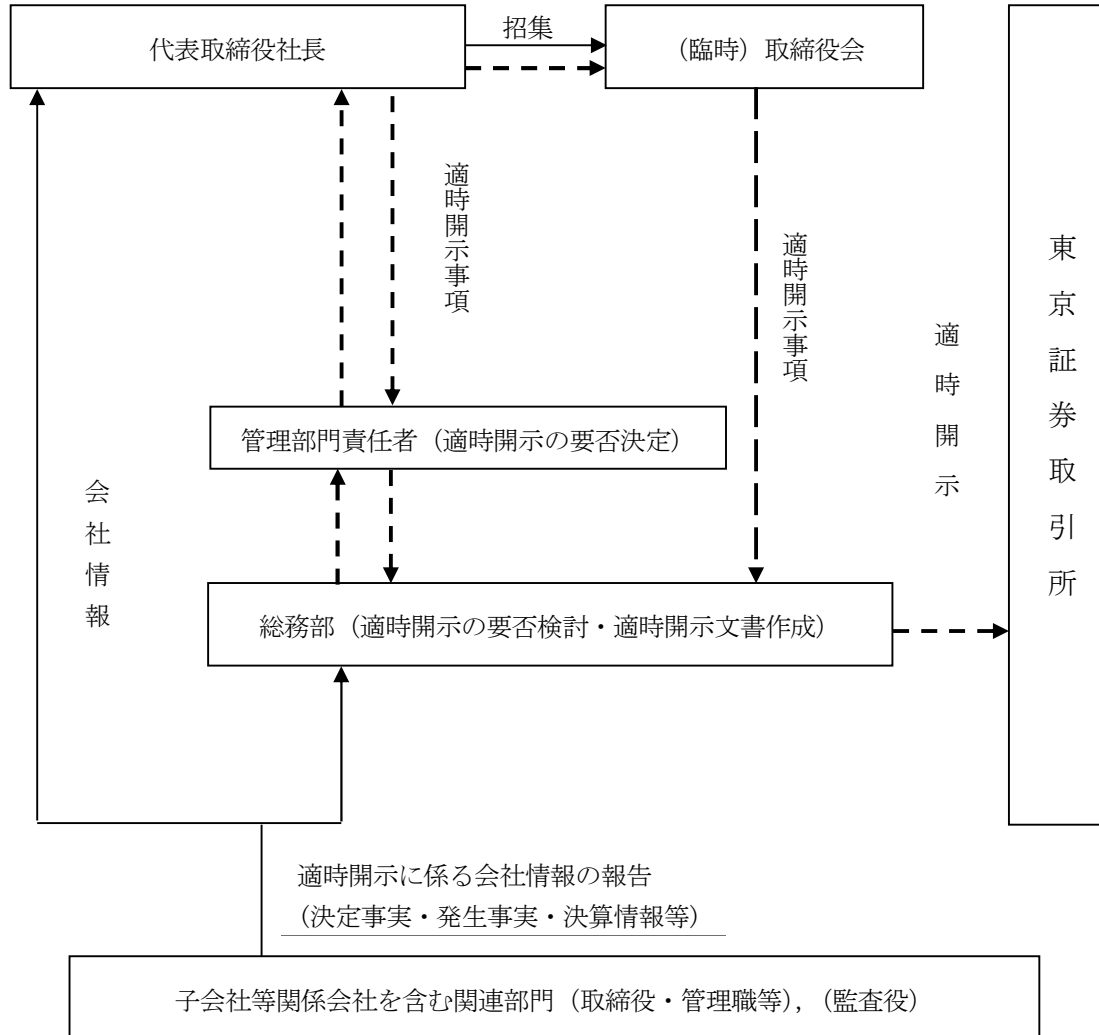 代表取締役社長
招集
（臨時）取締役会
適時開示事項
適時開示事項
適時開示
東京証券取引所
管理部門責任者（適時開示の要否決定）
会社情報
総務部（適時開示の要否検討・適時開示文書作成）
適時開示に係る会社情報の報告
（決定事実・発生事実・決算情報等）
子会社等関係会社を含む関連部門（取締役・管理職等），（監査役）